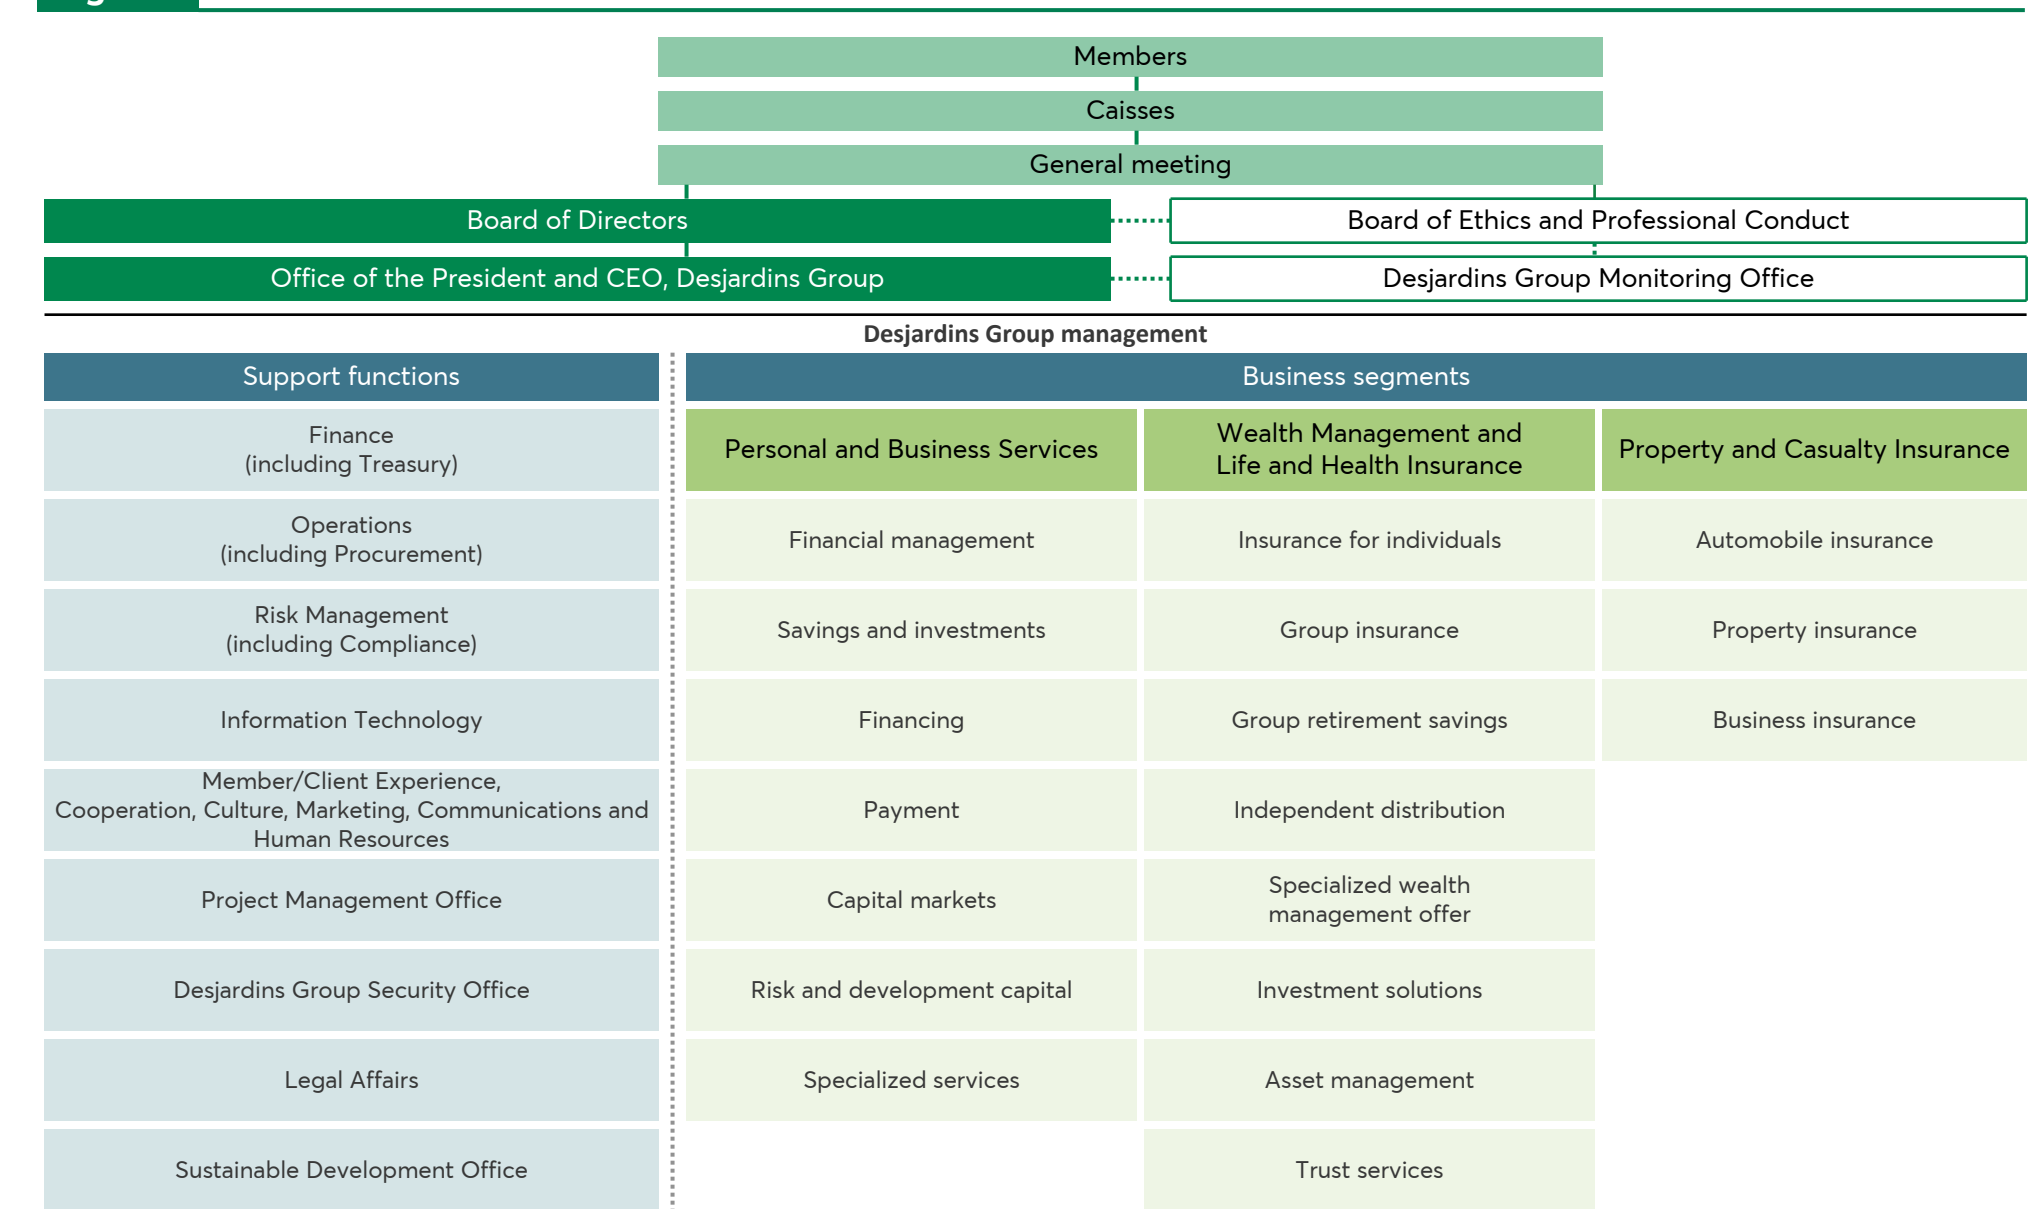 Members
Caisses
General meeting
Board of Directors
Board of Ethics and Professional Conduct
Office of the President and CEO, Desjardins Group
Desjardins Group Monitoring Office
Desjardins Group management
Support functions
Business segments
Finance
(including Treasury)
Personal and Business Services
Wealth Management and
Life and Health Insurance
Property and Casualty Insurance
Operations
(including Procurement)
Financial management
Insurance for individuals
Automobile insurance
Risk Management
(including Compliance)
Savings and investments
Group insurance
Property insurance
Information Technology
Financing
Group retirement savings
Business insurance
Member/Client Experience,
Cooperation, Culture, Marketing, Communications and
Human Resources
Payment
Independent distribution
Project Management Office
Capital markets
Specialized wealth
management offer
Desjardins Group Security Office
Risk and development capital
Investment solutions
Legal Affairs
Specialized services
Asset management
Sustainable Development Office
Trust services